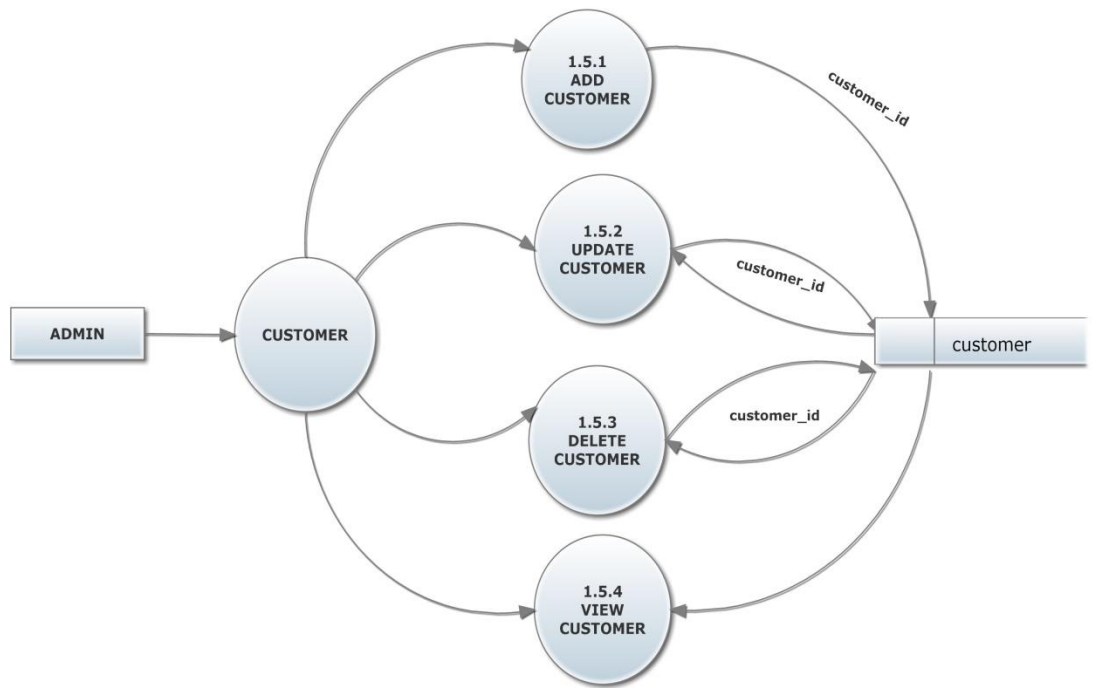 1.5.1
ADD
CUSTOMER
customer_id
1.5.2
UPDATE
CUSTOMER
customer_id
ADMIN
CUSTOMER
customer
1.5.3
DELETE
CUSTOMER
customer_id
1.5.4
VIEW
CUSTOMER